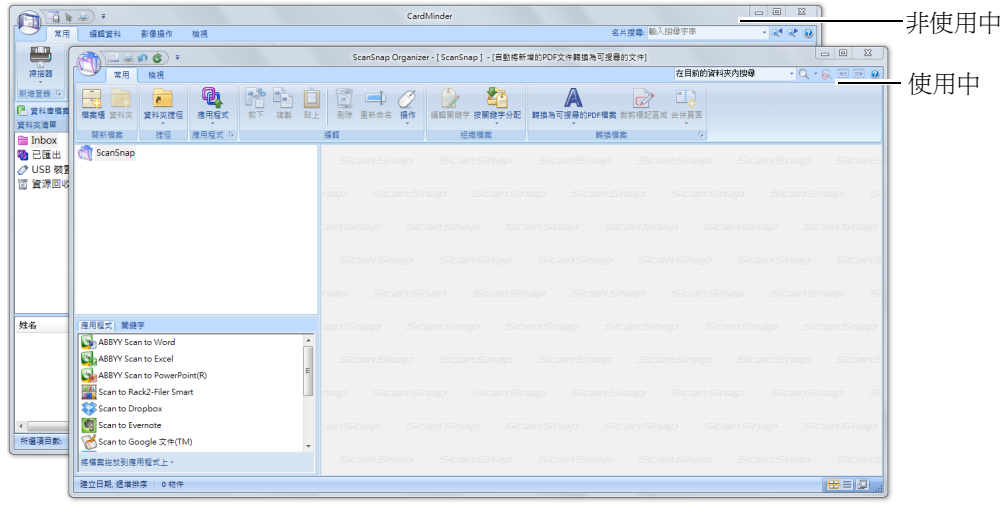 CardMinder
非使用中
常用 編輯資料 影像操作 檢視
名片搜尋: 輸入搜尋字串
掃描器
新增登錄
資料庫檔案
資料夾清單
Inbox
已匯出
USB 裝置
資源回收
姓名
所選項目數:
ScanSnap Organizer - [ ScanSnap ] - [自動將新增的PDF文件轉換為可搜尋的文件]
常用 檢視
在目前的資料夾內搜尋
使用中
檔案櫃 資料夾 資料夾捷徑 應用程式 剪下 複製 貼上 刪除 重新命名 操作 編輯關鍵字 按關鍵字分配 轉換為可搜尋的PDF檔案 裁剪標記區域 合併頁面
開新檔案 捷徑 應用程式 編輯 組織檔案 轉換檔案
ScanSnap
應用程式 關鍵字
ABBYY Scan to Word
ABBYY Scan to Excel
ABBYY Scan to PowerPoint(R)
Scan to Rack2-Filer Smart
Scan to Dropbox
Scan to Evernote
Scan to Google 文件(TM)
將檔案拖放到應用程式上。
建立日期, 遞增排序 0 物件